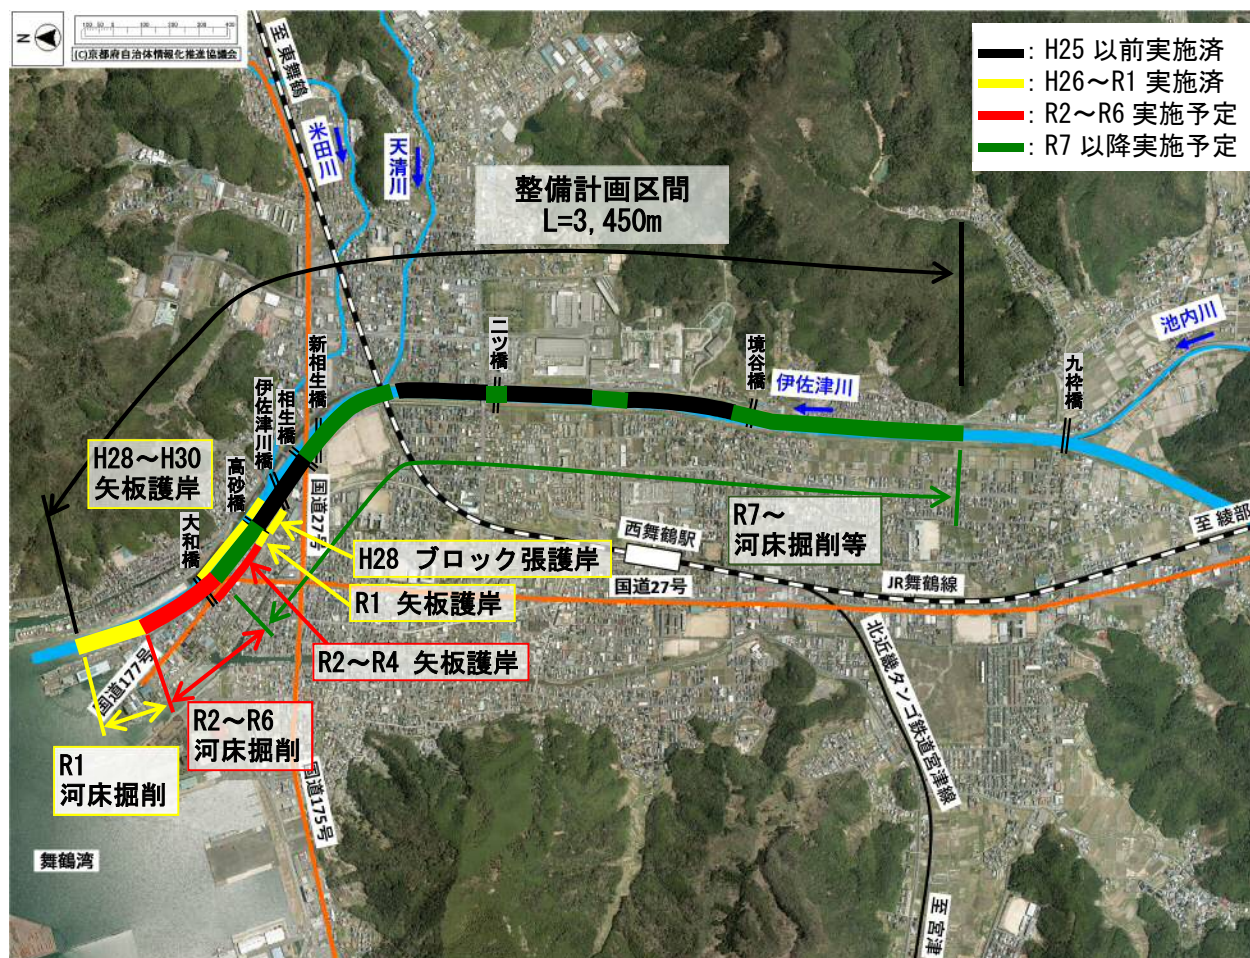 N
100 50 0 100 200 300 400
(C)京都府自治体情報化推進協議会
: H25 以前実施済
: H26～R1 実施済
: R2～R6 実施予定
: R7 以降実施予定
至 東舞鶴
米田川
天清川
整備計画区間
L=3,450m
池内川
二ツ橋
境谷橋
伊佐津川
九枠橋
新相生橋
相生橋
伊佐津川橋
高砂橋
大和橋
H28～H30
矢板護岸
国道27号
H28 ブロック張護岸
R1 矢板護岸
R2～R4 矢板護岸
R7～
河床掘削等
西舞鶴駅
国道27号
JR舞鶴線
至 綾部
国道177号
R2～R6
河床掘削
R1
河床掘削
国道175号
北近畿タンゴ鉄道宮津線
舞鶴湾
至 宮津